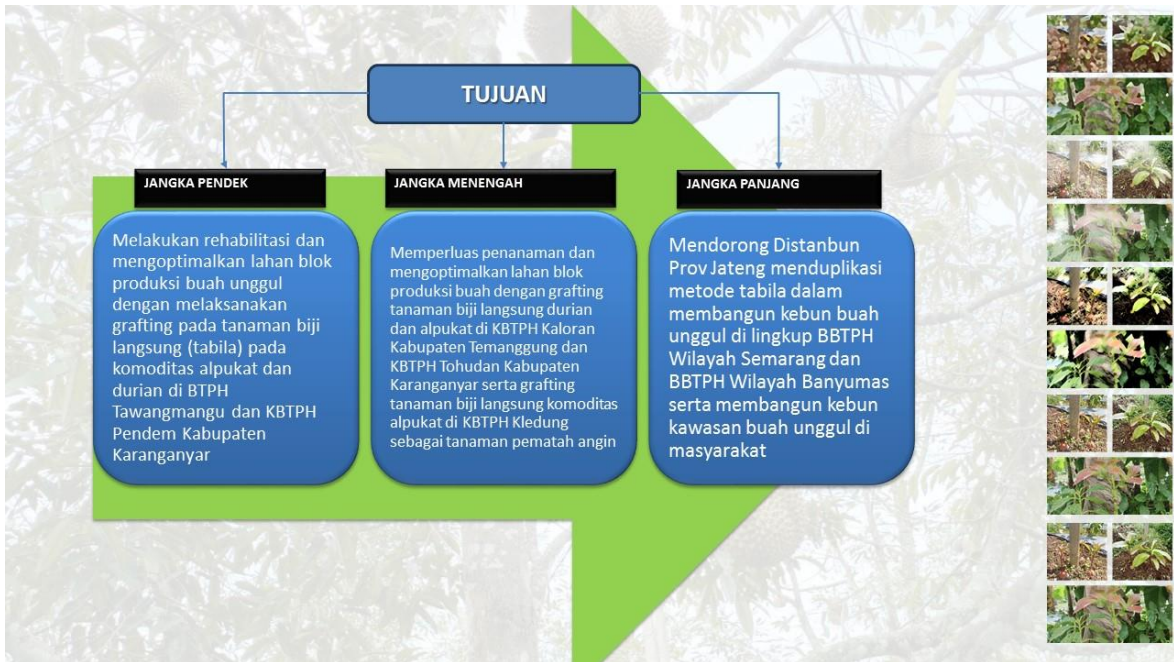 TUJUAN
JANGKA PENDEK
Melakukan rehabilitasi dan
mengoptimalkan lahan blok
produksi buah unggul
dengan melaksanakan
grafting pada tanaman biji
langsung (tabila) pada
komoditas alpukat dan
durian di BTPH
Tawangmangu dan KBTPH
Pendem Kabupaten
Karanganyar
JANGKA MENENGAH
Memperluas penanaman dan
mengoptimalkan lahan blok
produksi buah dengan grafting
tanaman biji langsung durian
dan alpukat di KBTPH Kaloran
Kabupaten Temanggung dan
KBTPH Tohudan Kabupaten
Karanganyar serta grafting
tanaman biji langsung komoditas
alpukat di KBTPH Kledung
sebagai tanaman pematah angin
JANGKA PANJANG
Mendorong Distanbun
Prov Jateng menduplikasi
metode tabila dalam
membangun kebun buah
unggul di lingkup BBTPH
Wilayah Semarang dan
BBTPH Wilayah Banyumas
serta membangun kebun
kawasan buah unggul di
masyarakat